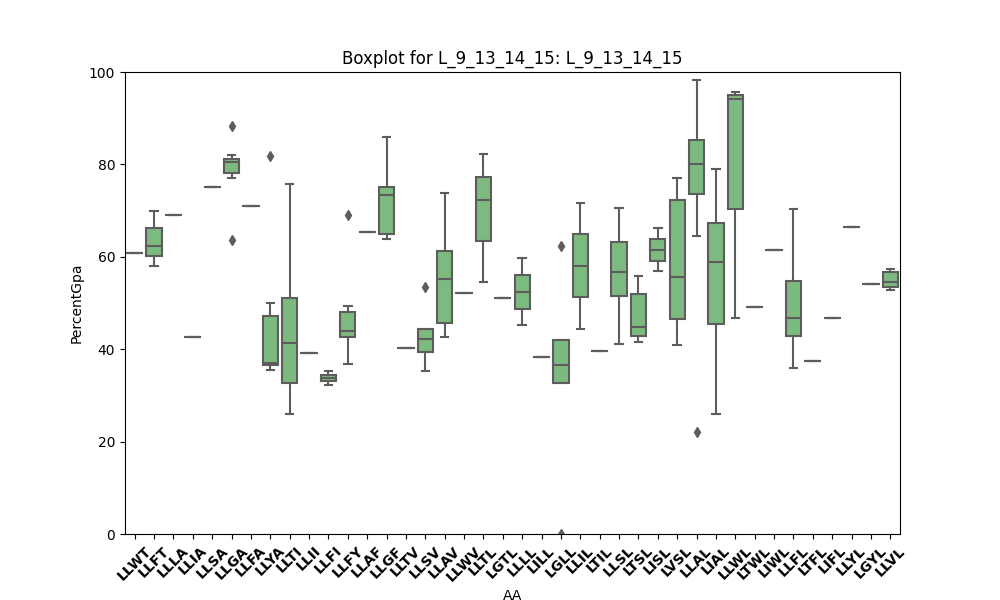 Boxplot for L_9_13_14_15: L_9_13_14_15
100
80
60
40
20
0
PercentGpa
LLWT LLFT LLLA LLIA LLSA LLGA LLFA LLYA LLTI LLII LLFI LLFY LLAF LLGF LLTV LLSV LLAV LLWV LLTL LGTL LLLL LILL LGLL LLIL LTIL LLSL LTSL LISL LVSL LLAL LIAL LLWL LTWL LIWL LLFL LTFL LIFL LLYL LGYL LLVL
AA